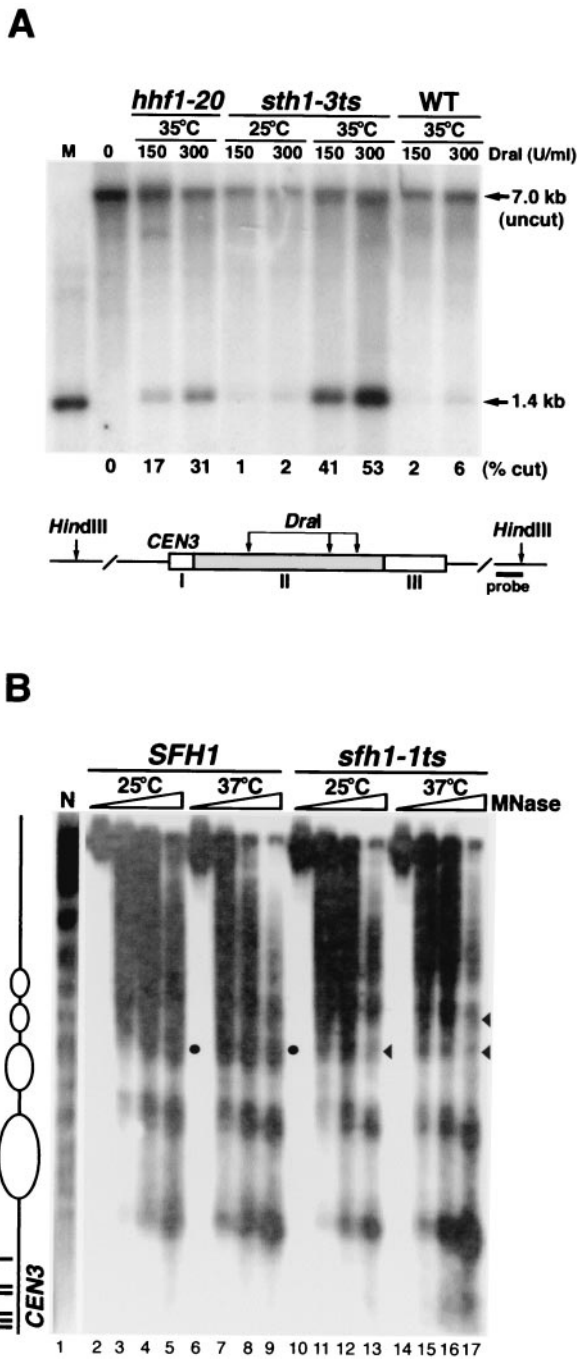 A
hhf1-20 sth1-3ts WT
35°C 25°C 35°C 35°C
M 0 150 300 150 300 150 300 150 300 DraI (U/ml)
7.0 kb
(uncut)
1.4 kb
0 17 31 1 2 41 53 2 6 (% cut)
HindIII CEN3 DraI HindIII
I II III probe
B
SFH1 sfh1-1ts
25°C 37°C 25°C 37°C
N MNase
I
II
III
CEN3
1 2 3 4 5 6 7 8 9 10 11 12 13 14 15 16 17